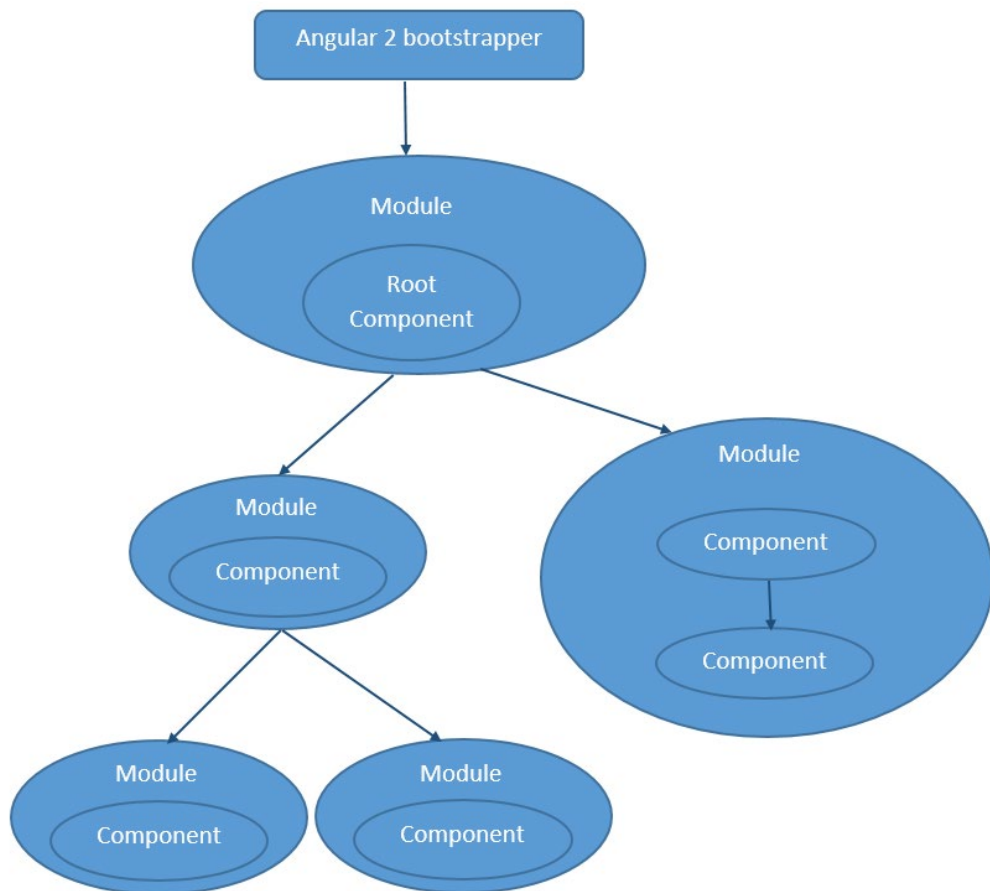 Angular 2 bootstrapper
Module
Root
Component
Module
Component
Module
Component
Component
Module
Component
Module
Component